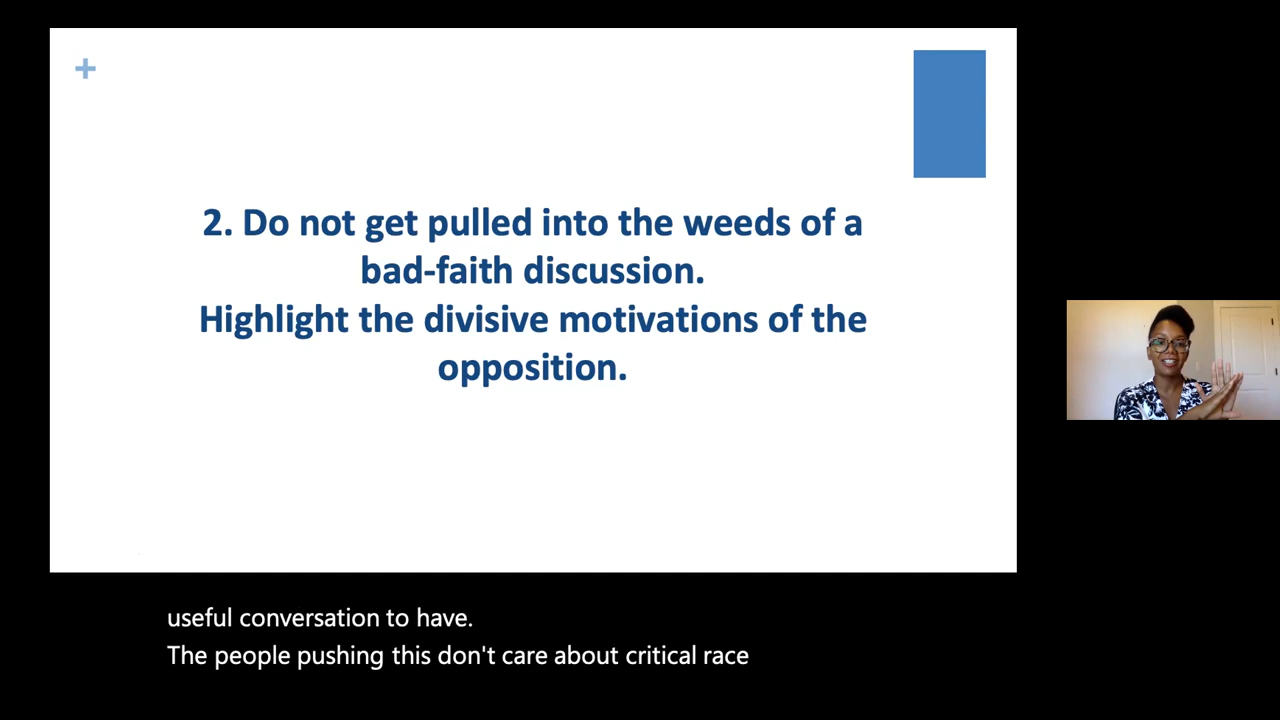 +
2. Do not get pulled into the weeds of a
bad-faith discussion.
Highlight the divisive motivations of the
opposition.
useful conversation to have.
The people pushing this don't care about critical race